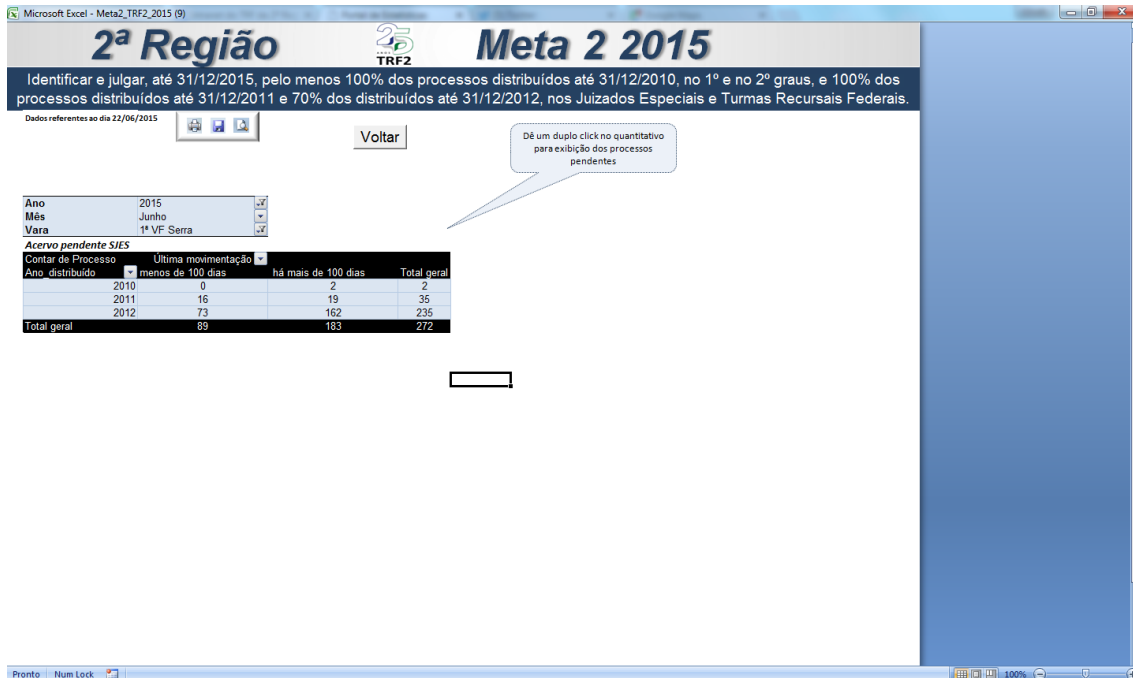 Microsoft Excel - Meta2_TRF2_2015 (9)
2ª Região
25
TRF2
Meta 2 2015
Identificar e julgar, até 31/12/2015, pelo menos 100% dos processos distribuídos até 31/12/2010, no 1º e no 2º graus, e 100% dos
processos distribuídos até 31/12/2011 e 70% dos distribuídos até 31/12/2012, nos Juizados Especiais e Turmas Recursais Federais.
Dados referentes ao dia 22/06/2015
Voltar
Dê um duplo click no quantitativo
para exibição dos processos
pendentes
Ano 2015
Mês Junho
Vara 1ª VF Serra
Acervo pendente SJES
Contar de Processo Última movimentação
Ano_distribuído menos de 100 dias há mais de 100 dias Total geral
2010 0 2 2
2011 16 19 35
2012 73 162 235
Total geral 89 183 272
Pronto Num Lock 100%